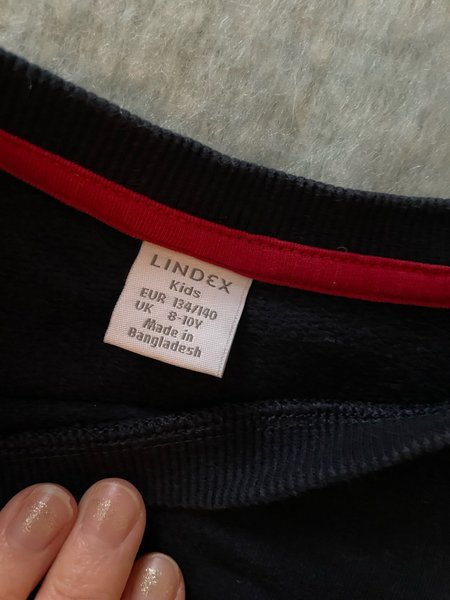 LINDEX
Kids
EUR 134/140
UK 8-10Y
Made in
Bangladesh